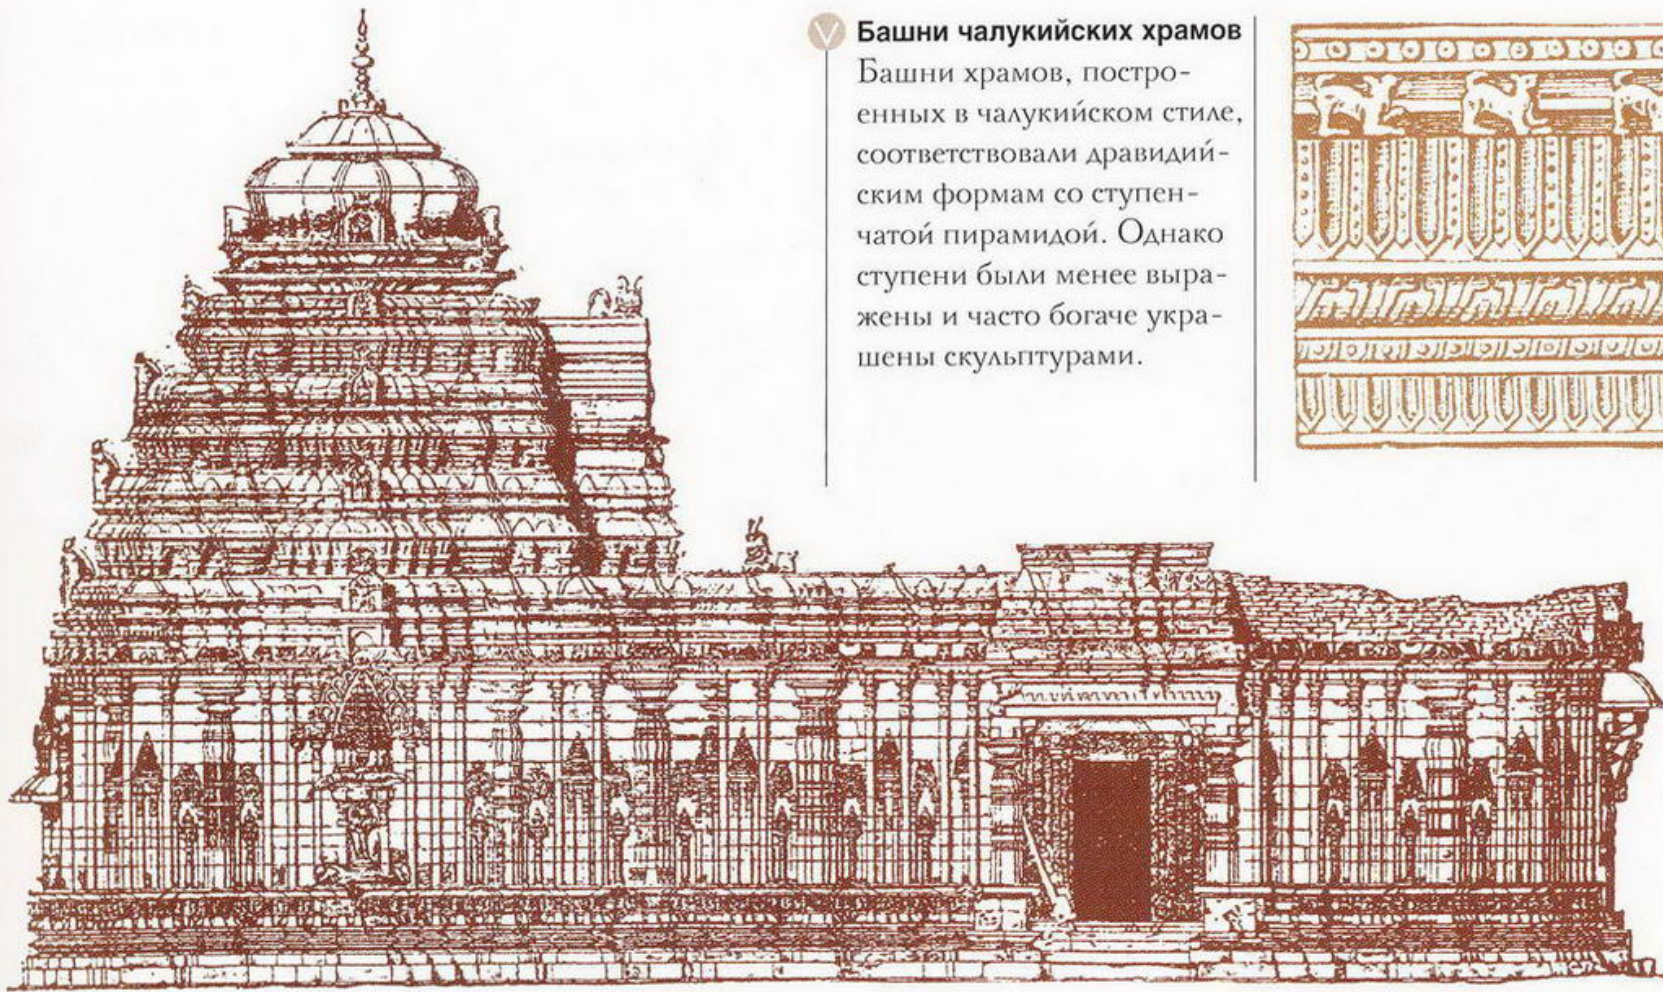 Башни чалукийских храмов
Башни храмов, постро-
енных в чалукийском стиле,
соответствовали дравидий-
ским формам со ступен-
чатой пирамидой. Однако
ступени были менее выра-
жены и часто богаче укра-
шены скульптурами.